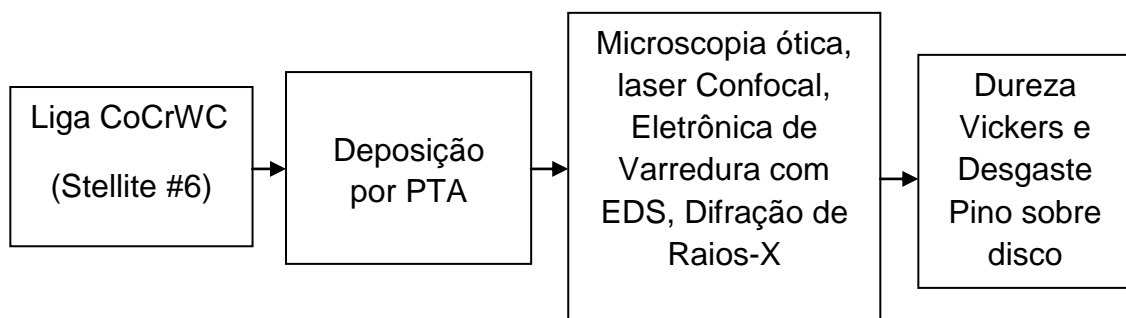 Liga CoCrWC
(Stellite #6)
Deposição
por PTA
Microscopia ótica,
laser Confocal,
Eletrônica de
Varredura com
EDS, Difração de
Raios-X
Dureza
Vickers e
Desgaste
Pino sobre
disco